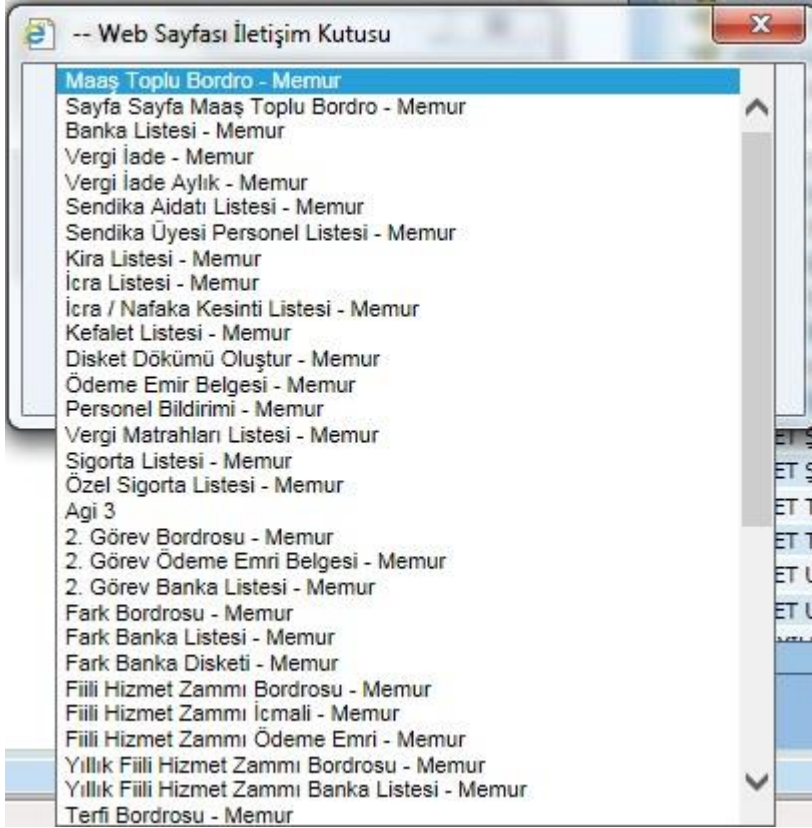 -- Web Sayfası İletişim Kutusu
Maaş Toplu Bordro - Memur
Sayfa Sayfa Maaş Toplu Bordro - Memur
Banka Listesi - Memur
Vergi İade - Memur
Vergi İade Aylık - Memur
Sendika Aidatı Listesi - Memur
Sendika Üyesi Personel Listesi - Memur
Kira Listesi - Memur
İcra Listesi - Memur
İcra / Nafaka Kesinti Listesi - Memur
Kefalet Listesi - Memur
Disket Dökümü Oluştur - Memur
Ödeme Emir Belgesi - Memur
Personel Bildirimi - Memur
Vergi Matrahları Listesi - Memur
Sigorta Listesi - Memur
Özel Sigorta Listesi - Memur
Agi 3
2. Görev Bordrosu - Memur
2. Görev Ödeme Emri Belgesi - Memur
2. Görev Banka Listesi - Memur
Fark Bordrosu - Memur
Fark Banka Listesi - Memur
Fark Banka Disketi - Memur
Fiili Hizmet Zammı Bordrosu - Memur
Fiili Hizmet Zammı İcmali - Memur
Fiili Hizmet Zammı Ödeme Emri - Memur
Yıllık Fiili Hizmet Zammı Bordrosu - Memur
Yıllık Fiili Hizmet Zammı Banka Listesi - Memur
Terfi Bordrosu - Memur